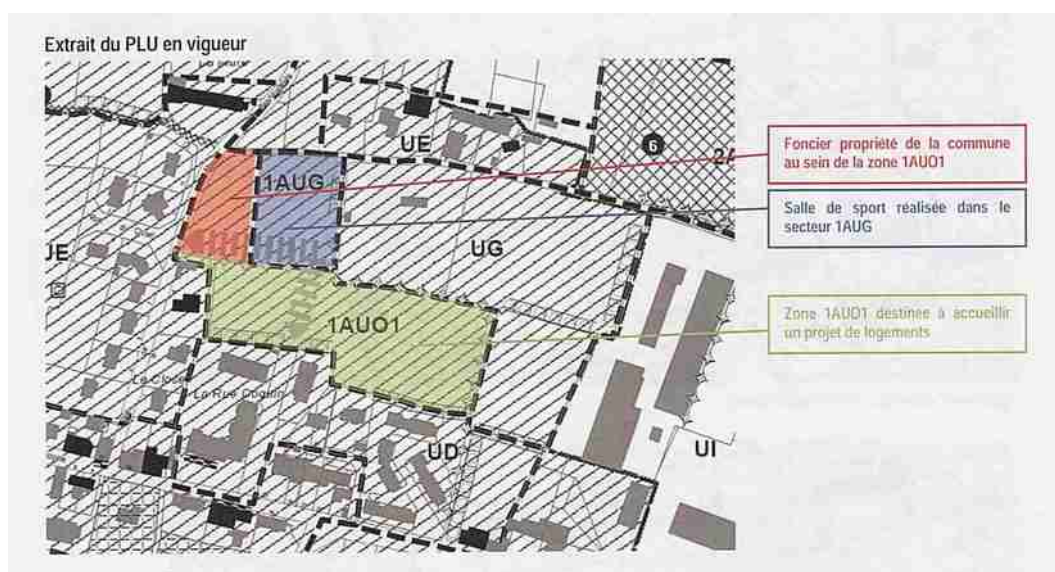 Extrait du PLU en vigueur
UE
6
2A
Foncier propriété de la commune
au sein de la zone 1AUO1
1AUG
Salle de sport réalisée dans le
secteur 1AUG
UG
UE
Zone 1AUO1 destinée à accueillir
un projet de logements
1AUO1
La Rue Coquin
UD
UI